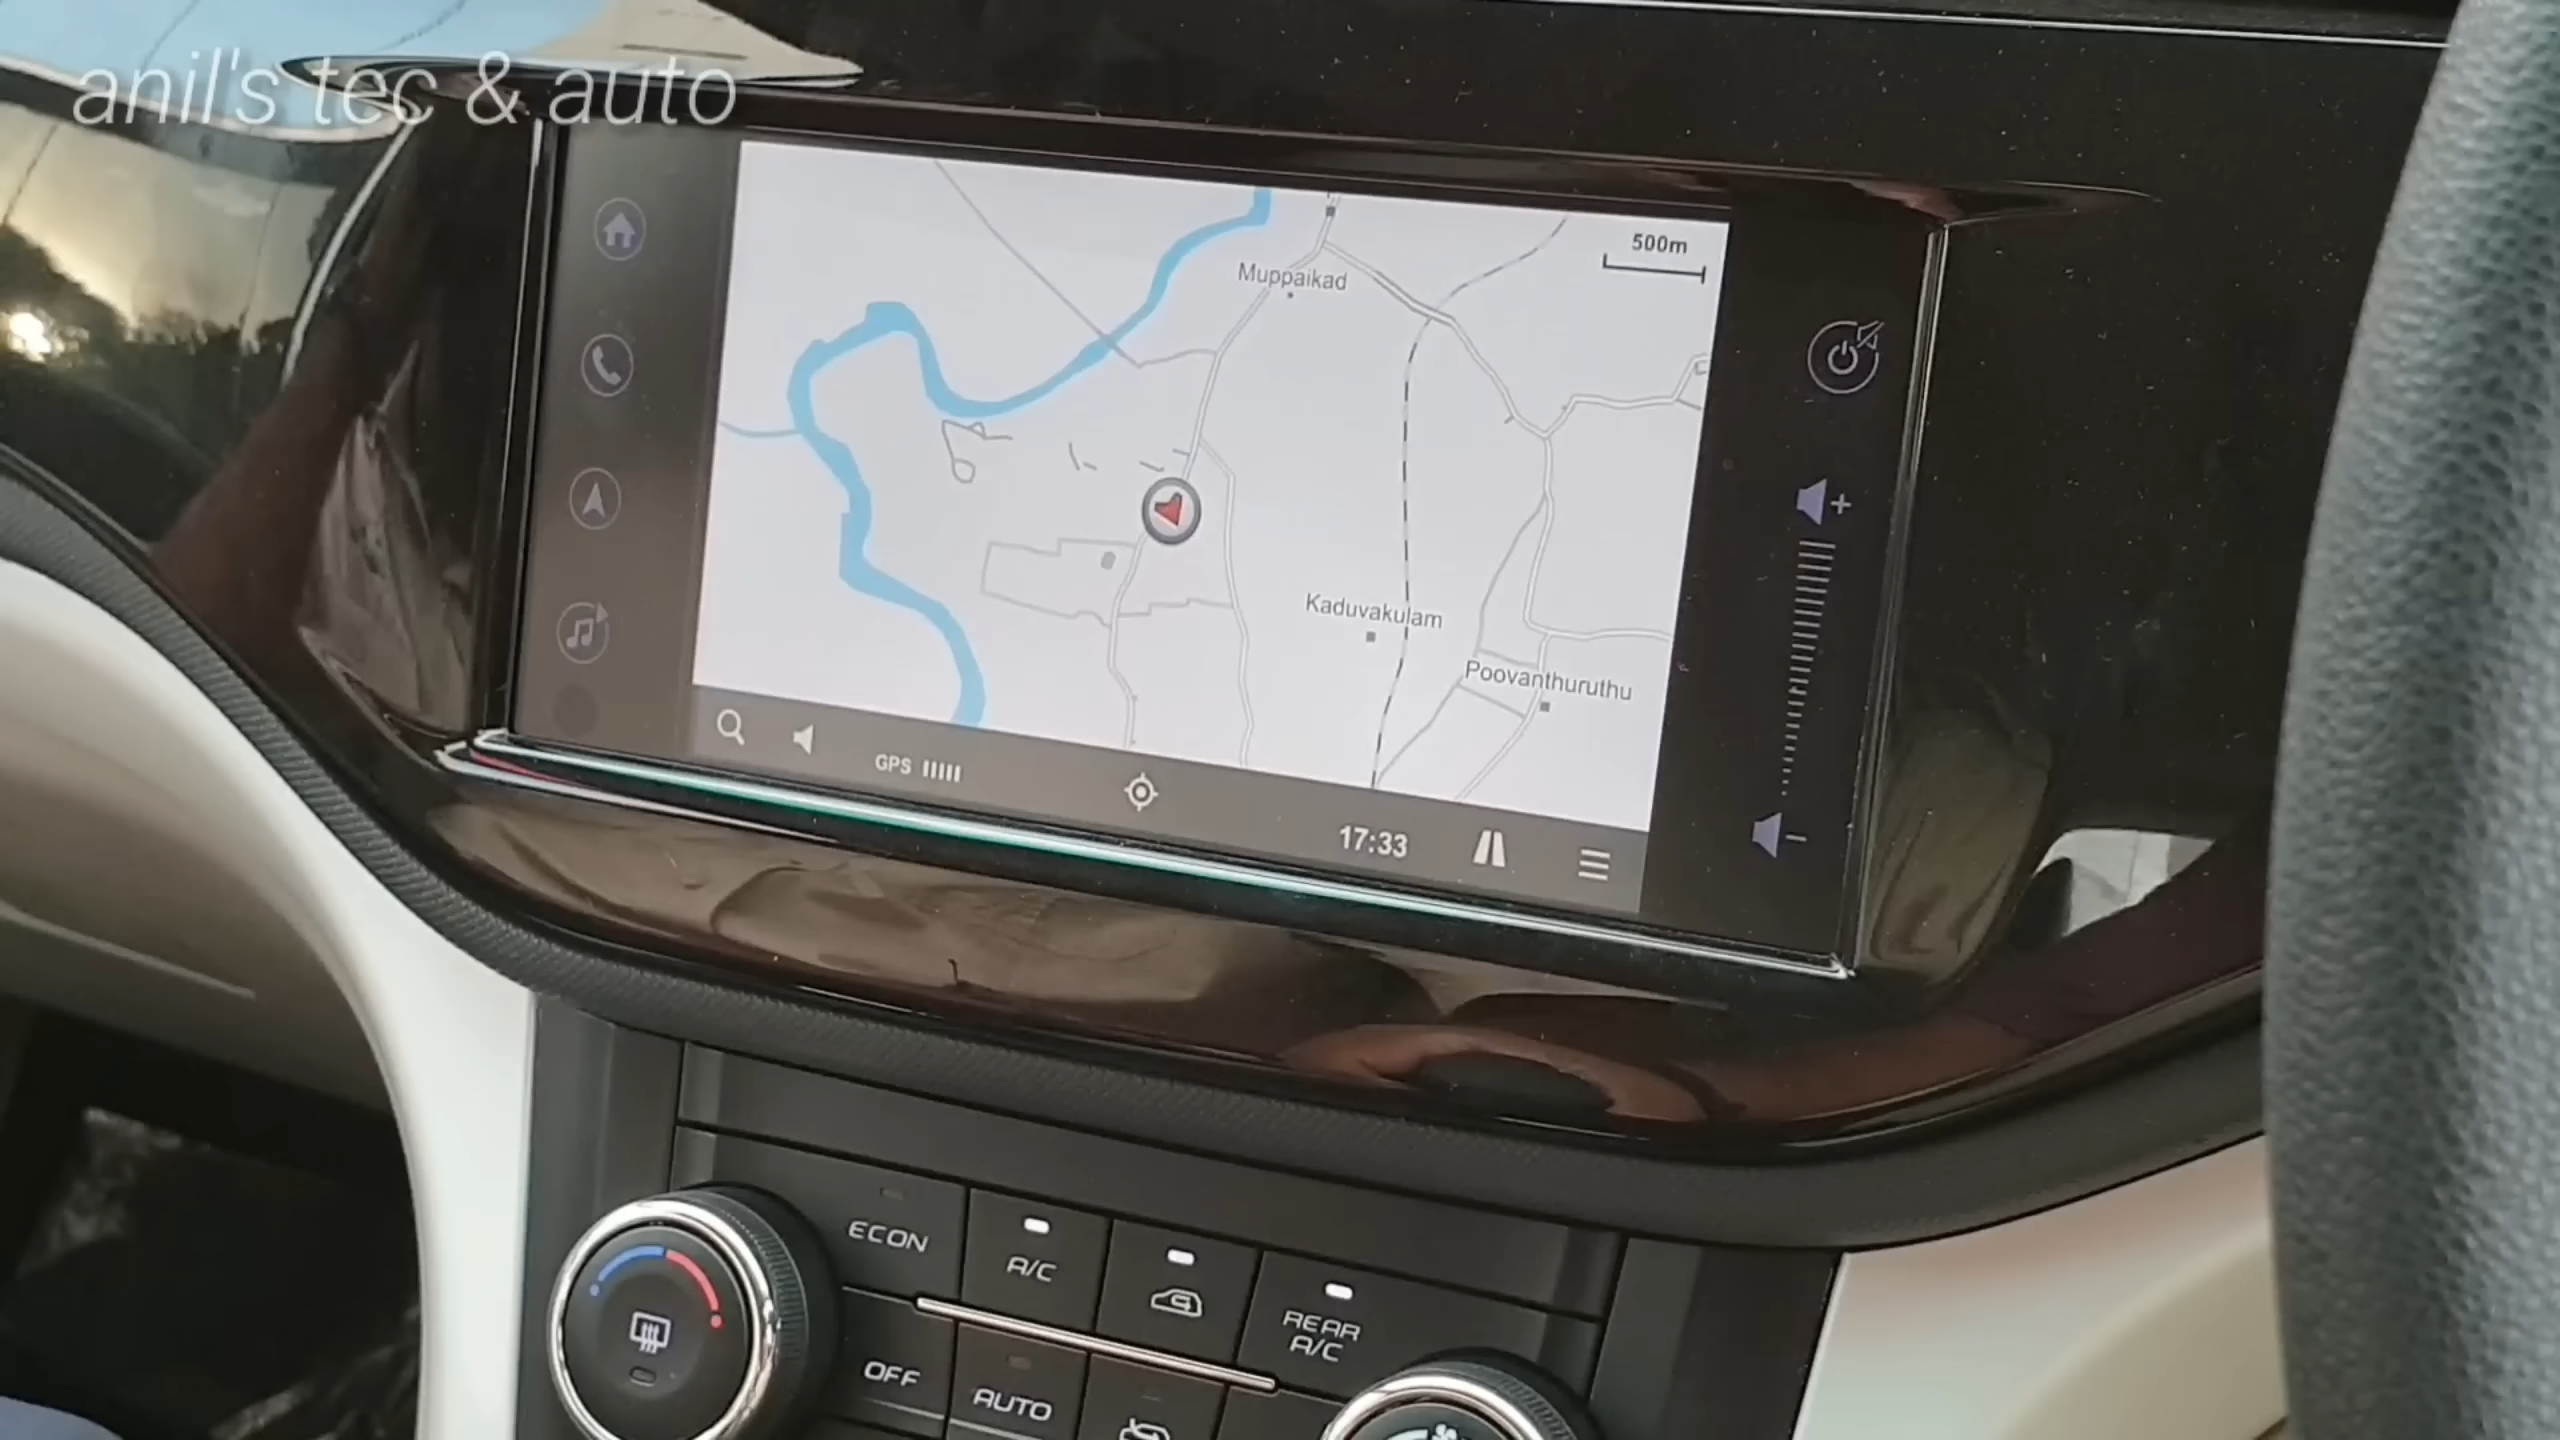 anil's tec & auto
500m
Muppaikad
Kaduvakulam
Poovanthuruthu
GPS
17:33
ECON
A/C
REAR
A/C
OFF
AUTO